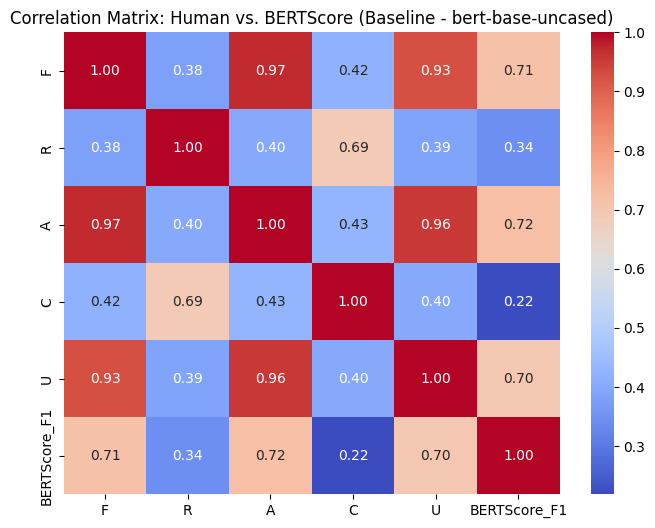 Correlation Matrix: Human vs. BERTScore (Baseline - bert-base-uncased)
F 1.00 0.38 0.97 0.42 0.93 0.71
R 0.38 1.00 0.40 0.69 0.39 0.34
A 0.97 0.40 1.00 0.43 0.96 0.72
C 0.42 0.69 0.43 1.00 0.40 0.22
U 0.93 0.39 0.96 0.40 1.00 0.70
BERTScore_F1 0.71 0.34 0.72 0.22 0.70 1.00
F R A C U BERTScore_F1
1.0
0.9
0.8
0.7
0.6
0.5
0.4
0.3